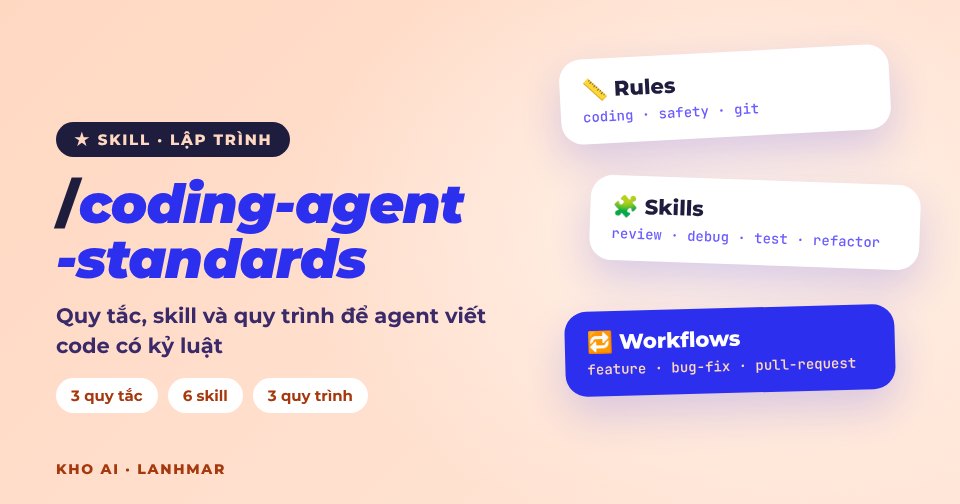 ★ SKILL · LẬP TRÌNH
/coding-agent
-standards
Quy tắc, skill và quy trình để agent viết
code có kỷ luật
3 quy tắc
6 skill
3 quy trình
KHO AI · LANHMAR
📏 Rules
coding · safety · git
🧩 Skills
review · debug · test · refactor
🔁 Workflows
feature · bug-fix · pull-request